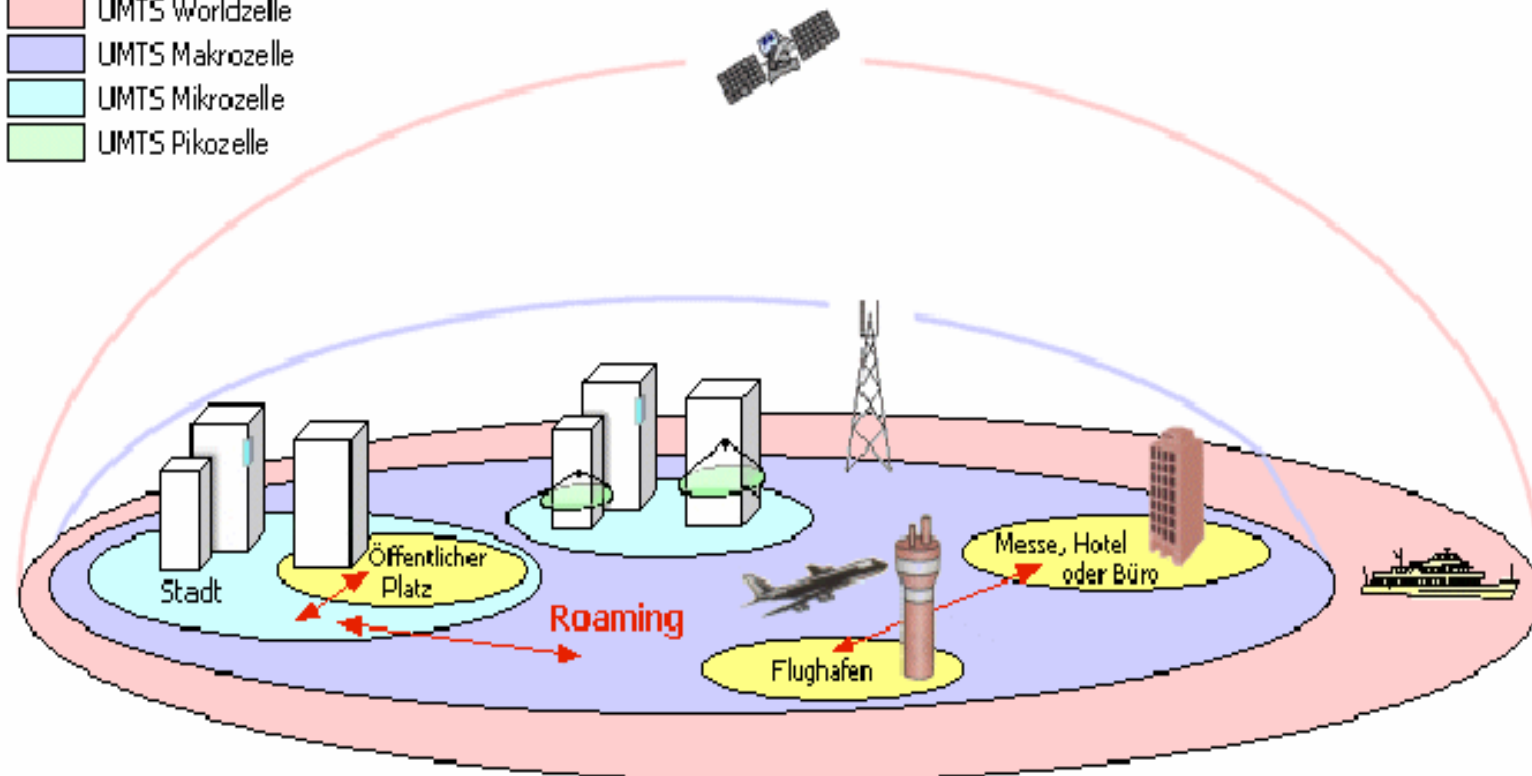 UMTS Worldzelle
UMTS Makrozelle
UMTS Mikrozelle
UMTS Pikozelle
Öffentlicher
Platz
Stadt
Roaming
Messe, Hotel
oder Büro
Flughafen